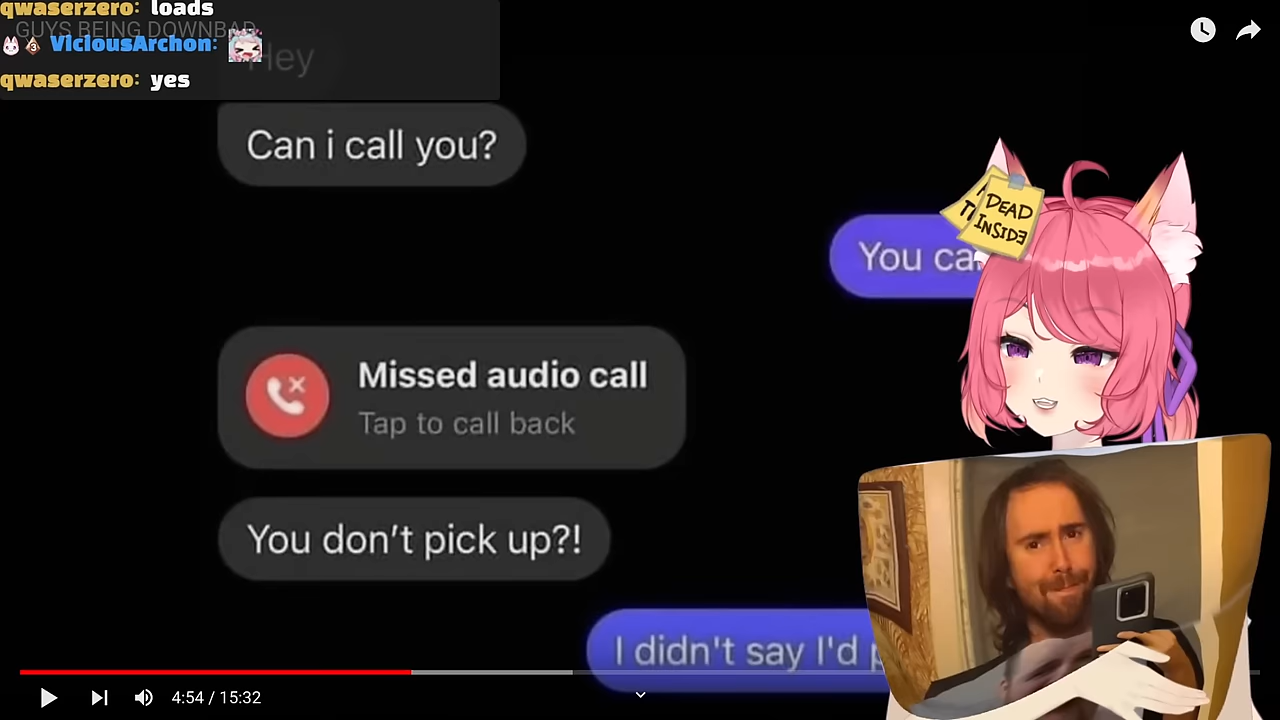 qwaserzero: loads
GUYS BEING DOWNBAD
ViciousArchon:
Hey
qwaserzero: yes
Can i call you?
You
DEAD
INSIDE
Missed audio call
Tap to call back
You don't pick up?!
I didn't say I'd
4:54 / 15:32